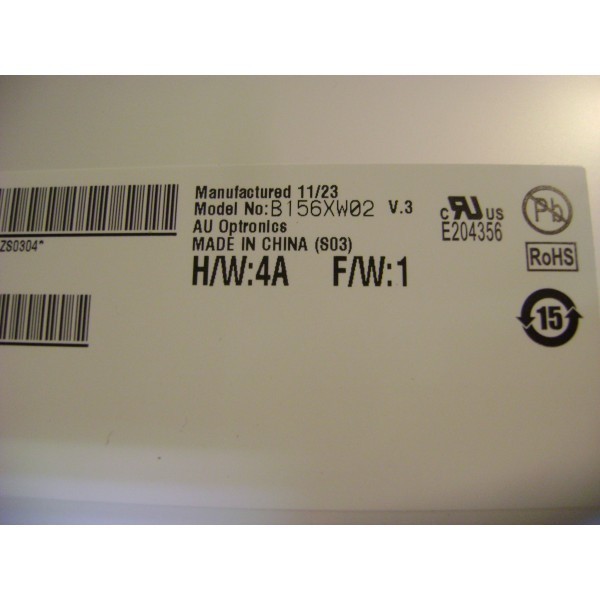 Manufactured 11/23
Model No:B156XW02 V.3
AU Optronics
MADE IN CHINA (S03)
H/W:4A F/W:1
ZS0304*
c RU US
E204356
Pb
RoHS
15